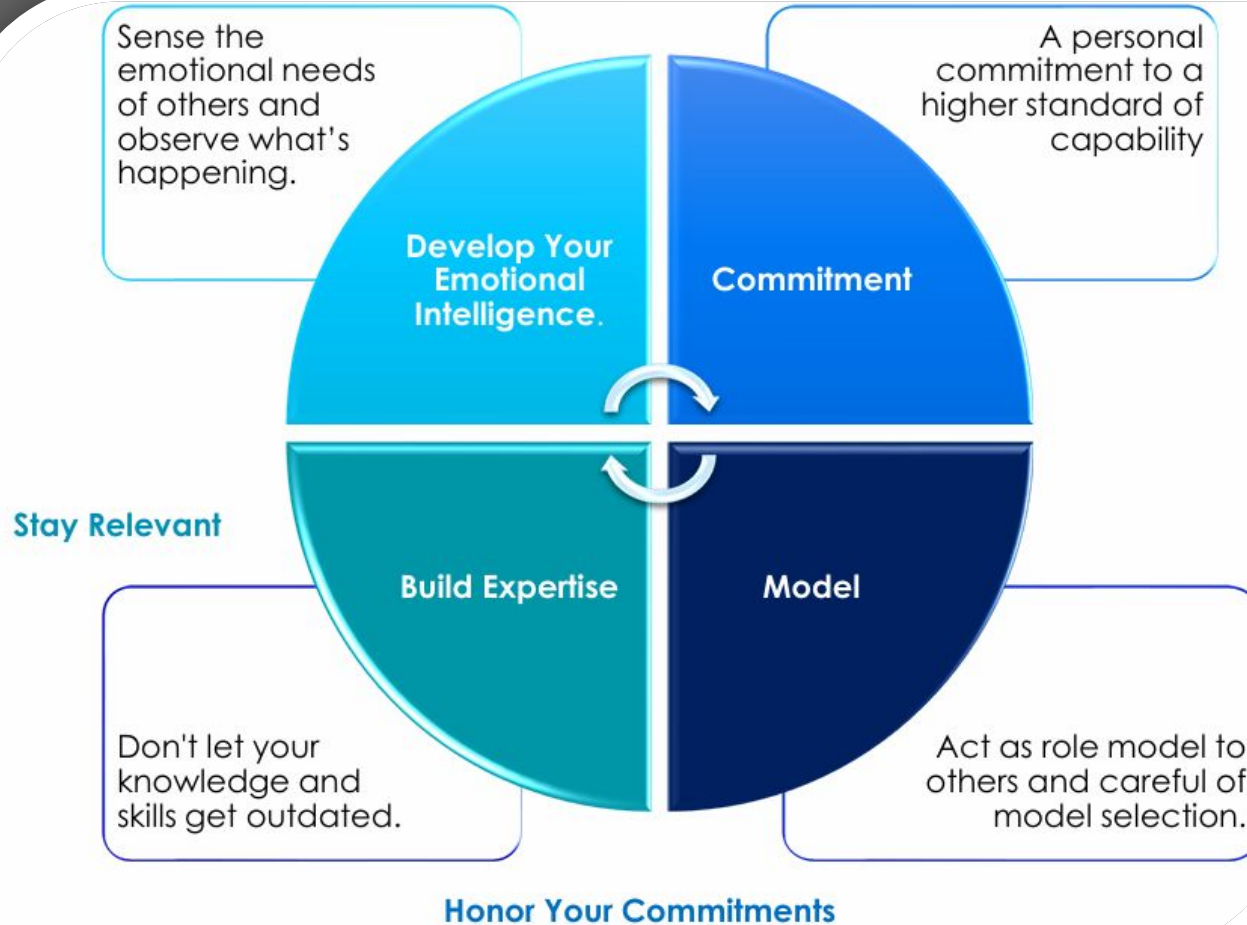 Sense the
emotional needs
of others and
observe what's
happening.
A personal
commitment to a
higher standard of
capability
Develop Your
Emotional
Intelligence.
Commitment
Stay Relevant
Build Expertise
Model
Don't let your
knowledge and
skills get outdated.
Act as role model to
others and careful of
model selection.
Honor Your Commitments